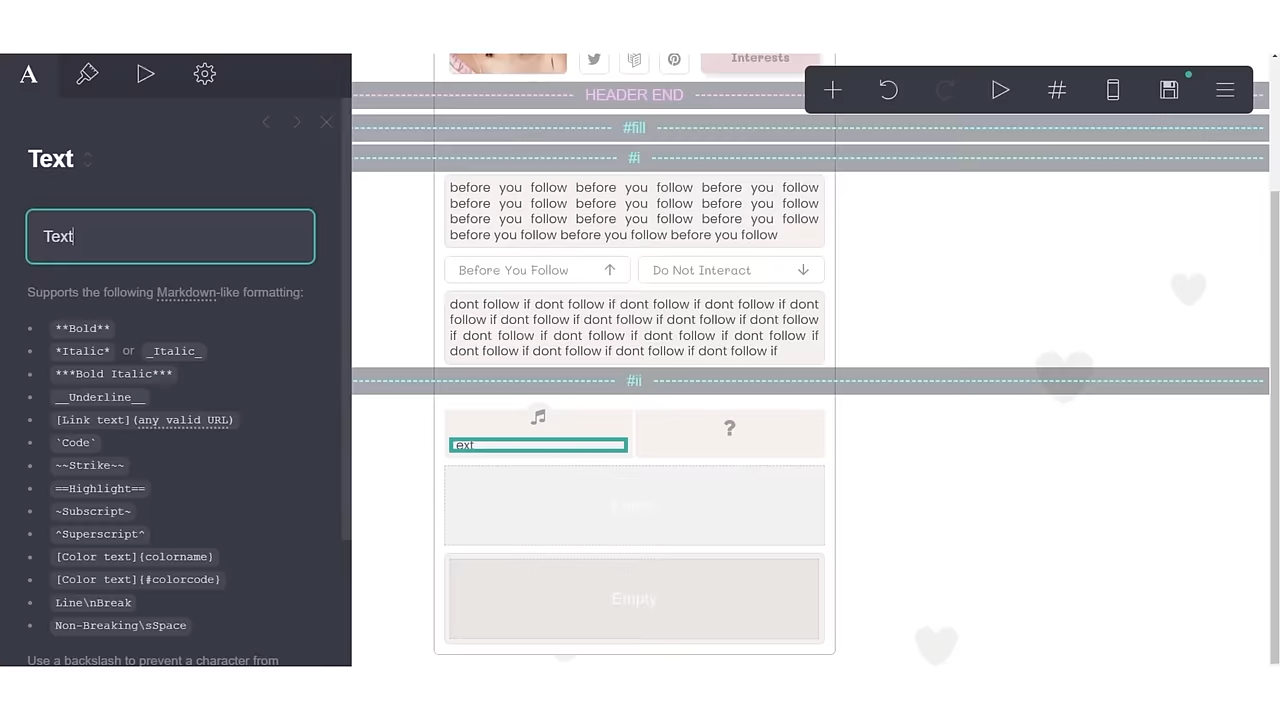 A
Text
Text
Supports the following Markdown-like formatting:
**Bold**
*Italic* or _Italic_
***Bold Italic***
__Underline__
[Link text](any valid URL)
`Code`
~~Strike~~
==Highlight==
~Subscript~
^Superscript^
[Color text]{colorname}
[Color text]{#colorcode}
Line\nBreak
Non-Breaking\sSpace
Use a backslash to prevent a character from
Interests
HEADER END
#fill
#i
before you follow before you follow before you follow
before you follow before you follow before you follow
before you follow before you follow before you follow
before you follow before you follow before you follow
Before You Follow
Do Not Interact
dont follow if dont follow if dont follow if dont follow if dont
follow if dont follow if dont follow if dont follow if dont follow
if dont follow if dont follow if dont follow if dont follow if
dont follow if dont follow if dont follow if dont follow if
#ii
?
ext
Empty